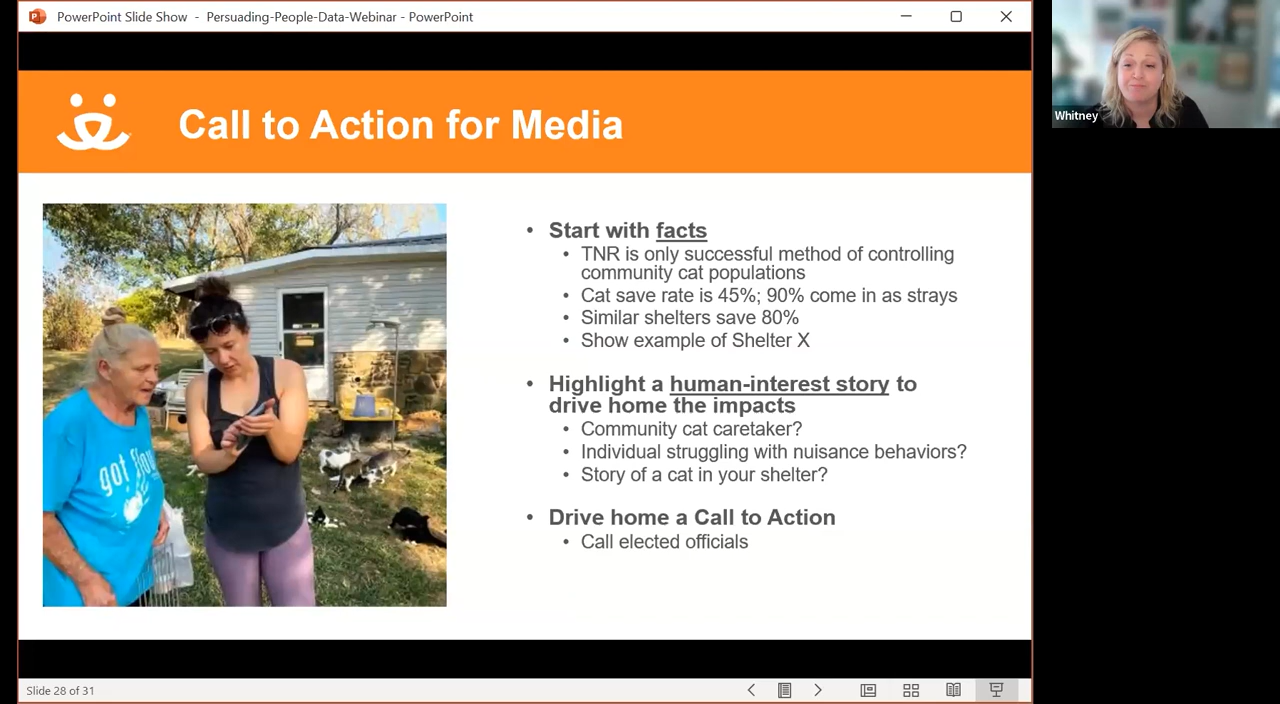 PowerPoint Slide Show - Persuading-People-Data-Webinar - PowerPoint
Whitney
Call to Action for Media
got
• Start with facts
• TNR is only successful method of controlling
community cat populations
• Cat save rate is 45%; 90% come in as strays
• Similar shelters save 80%
• Show example of Shelter X
• Highlight a human-interest story to
drive home the impacts
• Community cat caretaker?
• Individual struggling with nuisance behaviors?
• Story of a cat in your shelter?
• Drive home a Call to Action
• Call elected officials
Slide 28 of 31